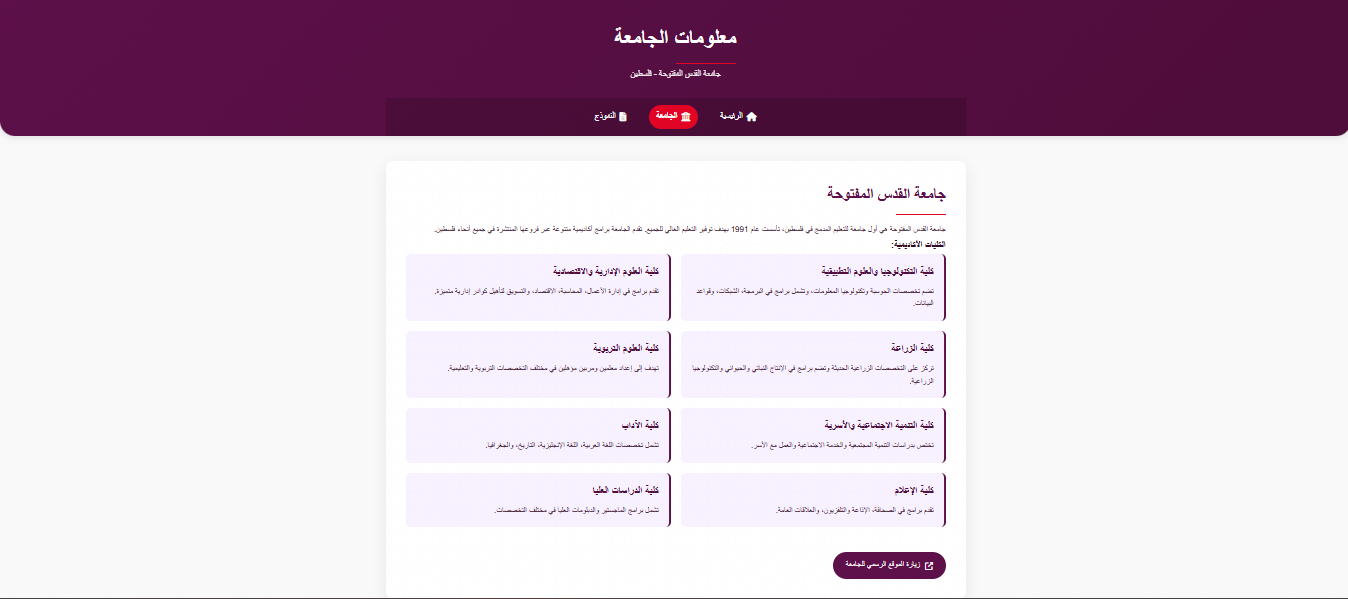 معلومات الجامعة
جامعة القدس المفتوحة - فلسطين
الرئيسية
الجامعة
النموذج
جامعة القدس المفتوحة
جامعة القدس المفتوحة هي أول جامعة للتعليم المدمج في فلسطين، تأسست عام 1991 بهدف توفير التعليم العالي للجميع. تقدم الجامعة برامج أكاديمية متنوعة عبر فروعها المنتشرة في جميع أنحاء فلسطين.
الكليات الأكاديمية:
كلية التكنولوجيا والعلوم التطبيقية
تضم تخصصات الحوسبة وتكنولوجيا المعلومات، وتشمل برامج في البرمجة، الشبكات، وقواعد
البيانات.
كلية العلوم الإدارية والاقتصادية
تقدم برامج في إدارة الأعمال، المحاسبة، الاقتصاد، والتسويق لتأهيل كوادر إدارية متميزة.
كلية الزراعة
تركز على التخصصات الزراعية الحديثة وتضم برامج في الإنتاج النباتي والحيواني والتكنولوجيا
الزراعية.
كلية العلوم التربوية
تهدف إلى إعداد معلمين ومربين مؤهلين في مختلف التخصصات التربوية والتعليمية.
كلية التنمية الاجتماعية والأسرية
تختص بدراسات التنمية المجتمعية والخدمة الاجتماعية والعمل مع الأسر.
كلية الآداب
تشمل تخصصات اللغة العربية، اللغة الإنجليزية، التاريخ، والجغرافيا.
كلية الإعلام
تقدم برامج في الصحافة، الإذاعة والتلفزيون، والعلاقات العامة.
كلية الدراسات العليا
تشمل برامج الماجستير والدبلومات العليا في مختلف التخصصات.
زيارة الموقع الرسمي للجامعة